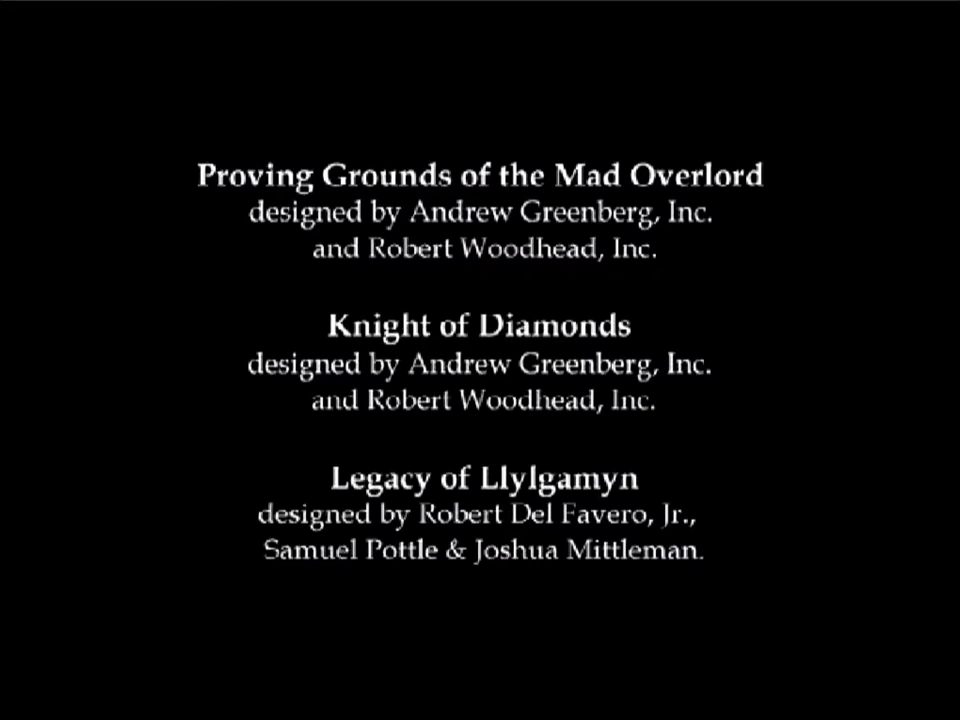 Proving Grounds of the Mad Overlord
designed by Andrew Greenberg, Inc.
and Robert Woodhead, Inc.
Knight of Diamonds
designed by Andrew Greenberg, Inc.
and Robert Woodhead, Inc.
Legacy of Llylgamyn
designed by Robert Del Favero, Jr.,
Samuel Pottle & Joshua Mittleman.